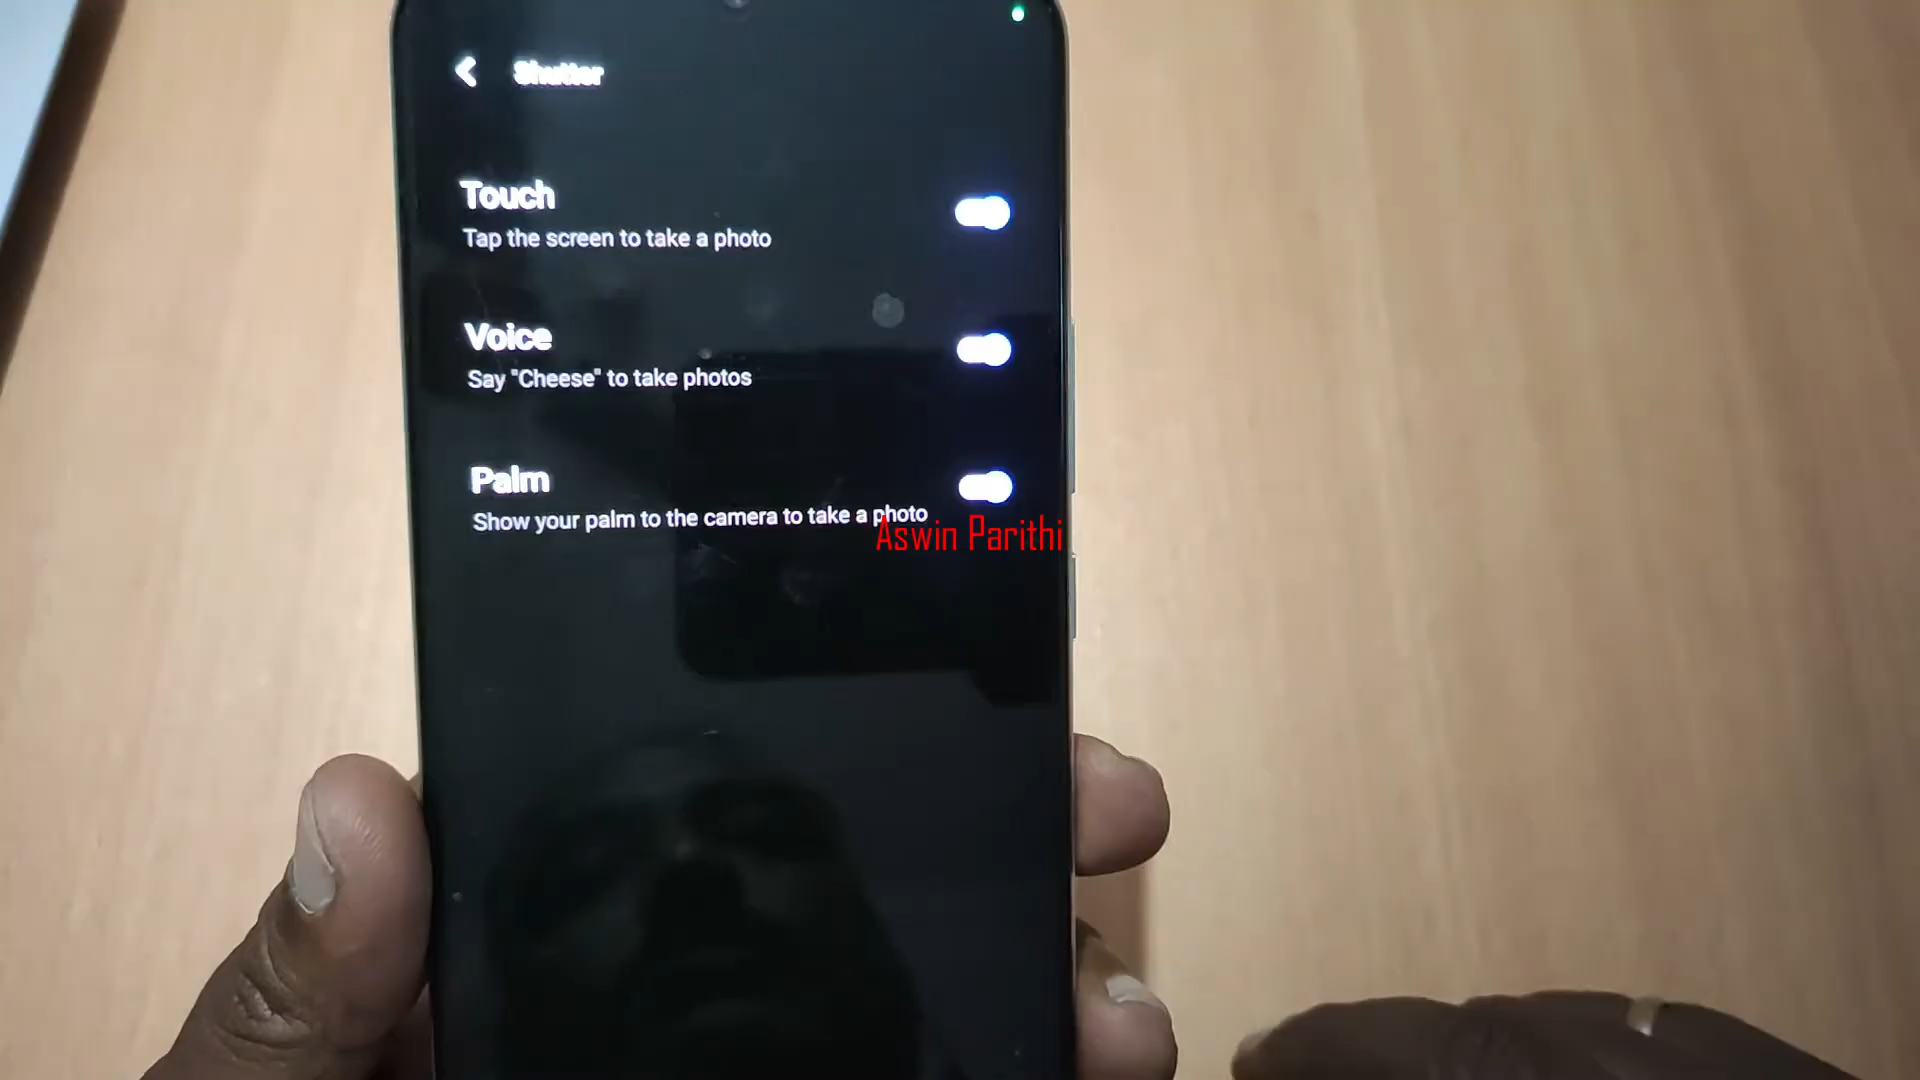 Shutter
Touch
Tap the screen to take a photo
Voice
Say "Cheese" to take photos
Palm
Show your palm to the camera to take a photo
Aswin Parithi